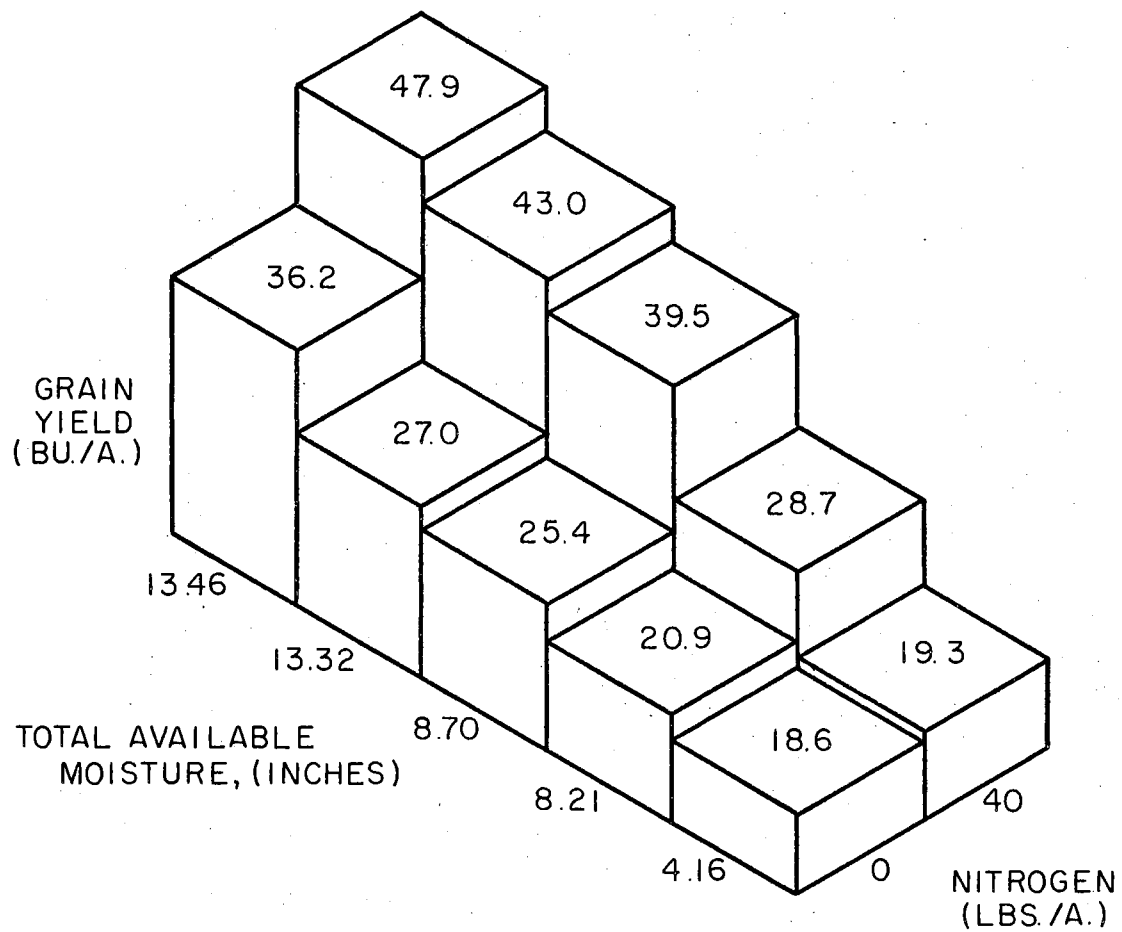 47.9
43.0
36.2
39.5
GRAIN
YIELD
(BU./A.)
27.0
28.7
25.4
13.46
20.9
19.3
13.32
TOTAL AVAILABLE
MOISTURE, (INCHES)
8.70
18.6
8.21
40
4.16
0
NITROGEN
(LBS./A.)